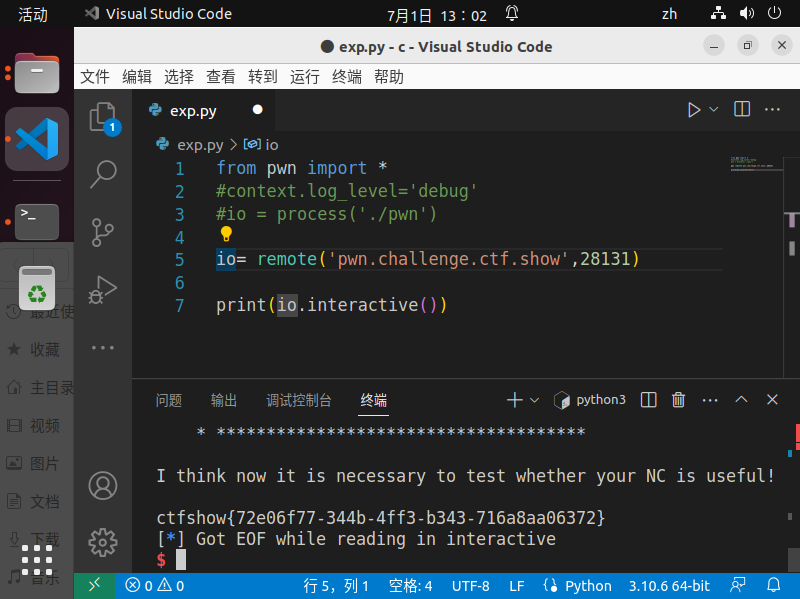 活动
Visual Studio Code
7月1日 13：02
zh
exp.py - c - Visual Studio Code
文件 编辑 选择 查看 转到 运行 终端 帮助
1
exp.py
exp.py > io
1 from pwn import *
2 #context.log_level='debug'
3 #io = process('./pwn')
4
5 io= remote('pwn.challenge.ctf.show',28131)
6
7 print(io.interactive())
最近使
收藏
主目录
视频
图片
文档
下载
音乐
问题 输出 调试控制台 终端
python3
* *************************************
I think now it is necessary to test whether your NC is useful!
ctfshow{72e06f77-344b-4ff3-b343-716a8aa06372}
[*] Got EOF while reading in interactive
$
0 0 行 5，列 1 空格: 4 UTF-8 LF Python 3.10.6 64-bit